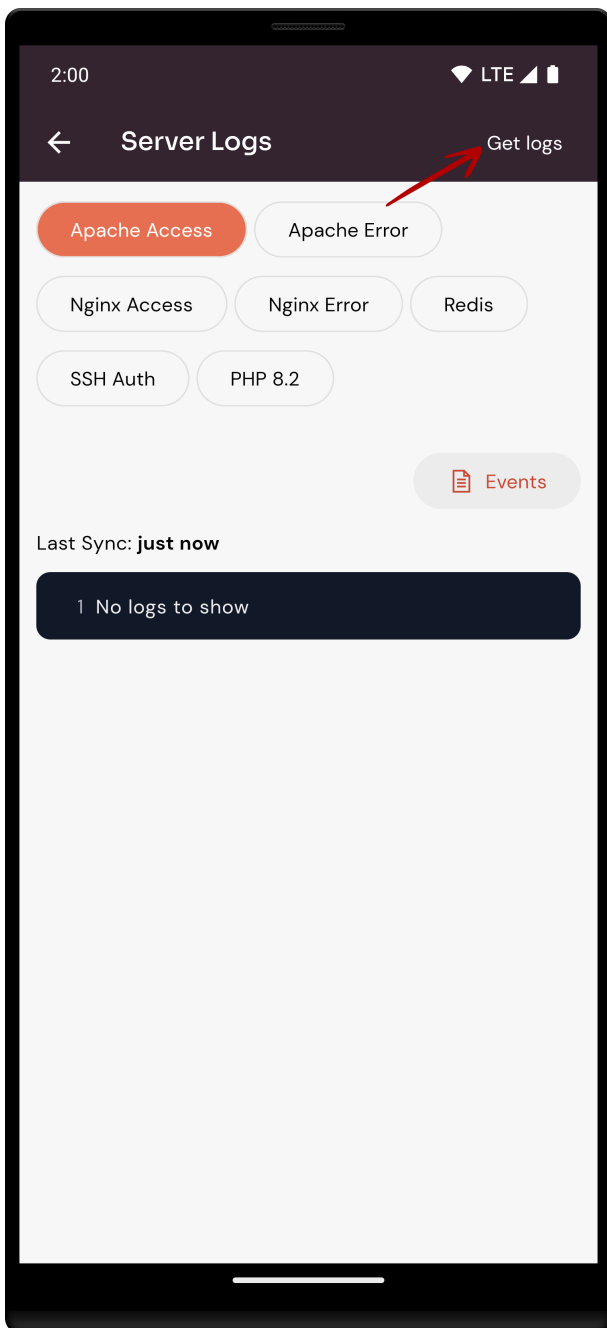 2:00 LTE
Server Logs Get logs
Apache Access Apache Error
Nginx Access Nginx Error Redis
SSH Auth PHP 8.2
Events
Last Sync: just now
1 No logs to show